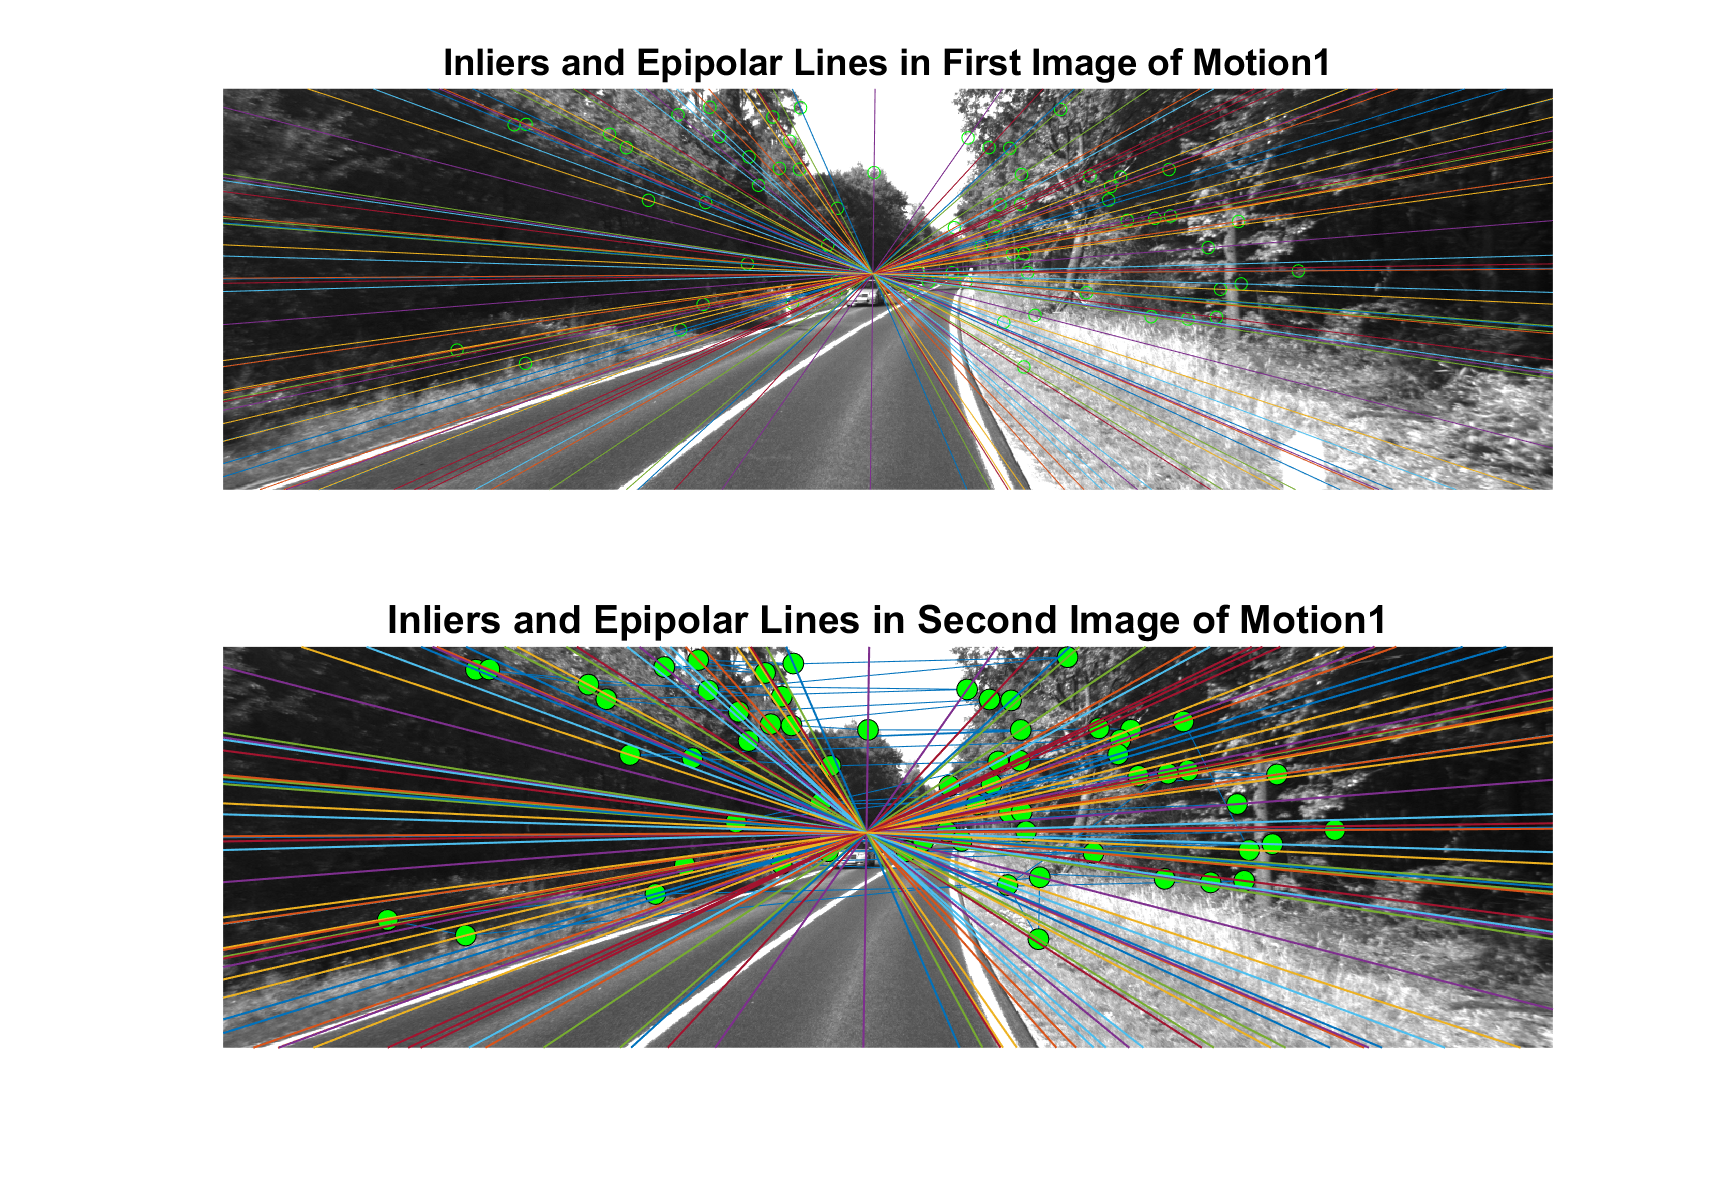 Inliers and Epipolar Lines in First Image of Motion1
Inliers and Epipolar Lines in Second Image of Motion1